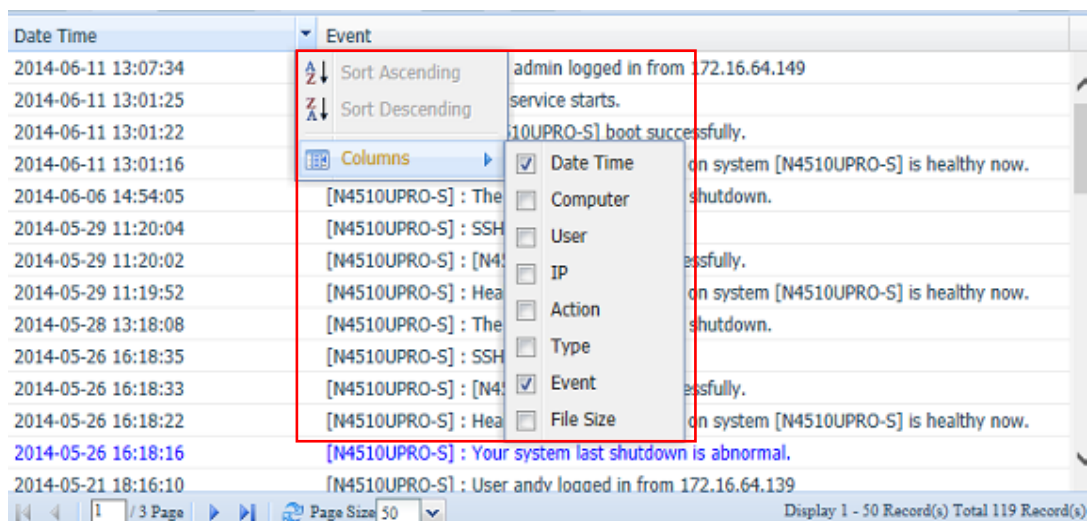 Date Time Event
2014-06-11 13:07:34 admin logged in from 172.16.64.149
Sort Ascending
2014-06-11 13:01:25 service starts.
Sort Descending
2014-06-11 13:01:22 10UPRO-S] boot successfully.
Columns Date Time
2014-06-11 13:01:16 on system [N4510UPRO-S] is healthy now.
2014-06-06 14:54:05 [N4510UPRO-S] : The Computer shutdown.
2014-05-29 11:20:04 [N4510UPRO-S] : SSH User
2014-05-29 11:20:02 [N4510UPRO-S] : [N4 essfully.
IP
2014-05-29 11:19:52 [N4510UPRO-S] : Hea on system [N4510UPRO-S] is healthy now.
Action
2014-05-28 13:18:08 [N4510UPRO-S] : The shutdown.
2014-05-26 16:18:35 [N4510UPRO-S] : SSH Type
2014-05-26 16:18:33 [N4510UPRO-S] : [N4 Event essfully.
2014-05-26 16:18:22 [N4510UPRO-S] : Hea File Size on system [N4510UPRO-S] is healthy now.
2014-05-26 16:18:16 [N4510UPRO-S] : Your system last shutdown is abnormal.
2014-05-21 18:16:10 [N4510UPRO-S] : User andy logged in from 172.16.64.139
1 / 3 Page Page Size 50 Display 1 - 50 Record(s) Total 119 Record(s)